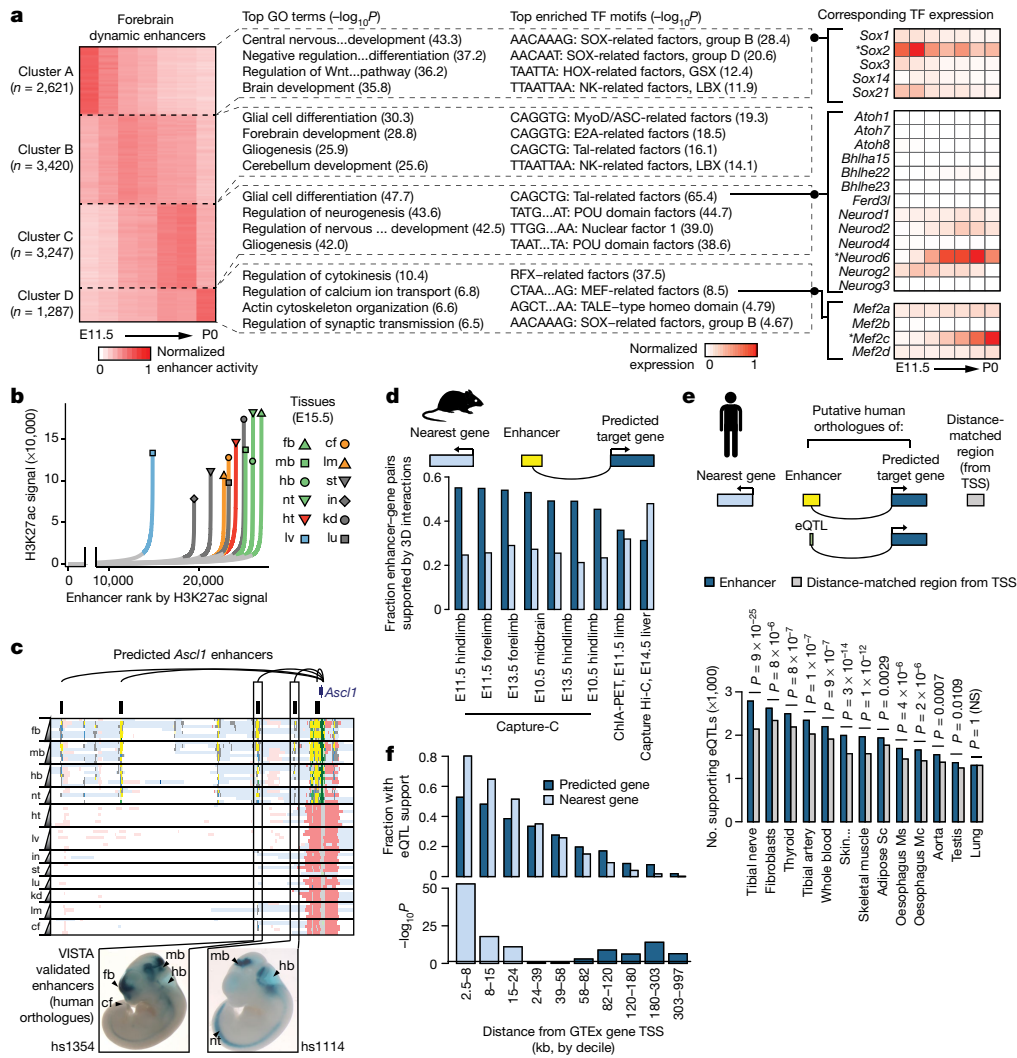 a
Forebrain
dynamic enhancers
Top GO terms (−log10P)
Top enriched TF motifs (−log10P)
Corresponding TF expression
Cluster A
(n = 2,621)
Cluster B
(n = 3,420)
Cluster C
(n = 3,247)
Cluster D
(n = 1,287)
E11.5
P0
0
1
Normalized
enhancer activity
Central nervous...development (43.3)
Negative regulation...differentiation (37.2)
Regulation of Wnt...pathway (36.2)
Brain development (35.8)
AACAAAG: SOX-related factors, group B (28.4)
AACAAT: SOX-related factors, group D (20.6)
TAATTA: HOX-related factors, GSX (12.4)
TTAATTAA: NK-related factors, LBX (11.9)
Glial cell differentiation (30.3)
Forebrain development (28.8)
Gliogenesis (25.9)
Cerebellum development (25.6)
CAGGTG: MyoD/ASC-related factors (19.3)
CAGGTG: E2A-related factors (18.5)
CAGCTG: Tal-related factors (16.1)
TTAATTAA: NK-related factors, LBX (14.1)
Glial cell differentiation (47.7)
Regulation of neurogenesis (43.6)
Regulation of nervous ... development (42.5)
Gliogenesis (42.0)
CAGCTG: Tal-related factors (65.4)
TATG...AT: POU domain factors (44.7)
TTGG...AA: Nuclear factor 1 (39.0)
TAAT...TA: POU domain factors (38.6)
Regulation of cytokinesis (10.4)
Regulation of calcium ion transport (6.8)
Actin cytoskeleton organization (6.6)
Regulation of synaptic transmission (6.5)
RFX−related factors (37.5)
CTAA...AG: MEF-related factors (8.5)
AGCT...AA: TALE−type homeo domain (4.79)
AACAAAG: SOX−related factors, group B (4.67)
Normalized
expression
0
1
Sox1
*Sox2
Sox3
Sox14
Sox21
Atoh1
Atoh7
Atoh8
Bhlha15
Bhlhe22
Bhlhe23
Ferd3l
Neurod1
Neurod2
Neurod4
*Neurod6
Neurog2
Neurog3
Mef2a
Mef2b
*Mef2c
Mef2d
E11.5
P0
b
H3K27ac signal (×10,000)
15
10
5
0
0
10,000
20,000
Enhancer rank by H3K27ac signal
Tissues
(E15.5)
fb
cf
mb
lm
hb
st
nt
in
ht
kd
lv
lu
c
Predicted Ascl1 enhancers
Ascl1
fb
mb
hb
nt
ht
lv
in
st
lu
kd
lm
cf
VISTA
validated
enhancers
(human
orthologues)
hs1354
fb
mb
hb
cf
mb
hb
nt
hs1114
d
Nearest gene
Enhancer
Predicted
target gene
Fraction enhancer–gene pairs
supported by 3D interactions
0.6
0.4
0.2
0
E11.5 hindlimb
E11.5 forelimb
E13.5 forelimb
E10.5 midbrain
E13.5 hindlimb
E10.5 hindlimb
ChIA-PET, E11.5 limb
Capture Hi-C, E14.5 liver
Capture-C
e
Putative human
orthologues of:
Distance-
matched
region
(from
TSS)
Nearest gene
Enhancer
Predicted
target gene
eQTL
Enhancer
Distance-matched region from TSS
No. supporting eQTLs (×1,000)
3
2
1
0
P = 9 × 10−25
P = 8 × 10−6
P = 8 × 10−7
P = 1 × 10−7
P = 9 × 10−7
P = 3 × 10−14
P = 1 × 10−12
P = 0.0029
P = 4 × 10−6
P = 2 × 10−6
P = 0.0007
P = 0.0109
P = 1 (NS)
Tibial nerve
Fibroblasts
Thyroid
Tibial artery
Whole blood
Skin...
Skeletal muscle
Adipose Sc
Oesophagus Ms
Oesophagus Mc
Aorta
Testis
Lung
f
Fraction with
eQTL support
0.8
0.6
0.4
0.2
0
Predicted gene
Nearest gene
−log10P
50
25
0
2.5–8
8–15
15–24
24–39
39–58
58–82
82–120
120–180
180–303
303–997
Distance from GTEx gene TSS
(kb, by decile)